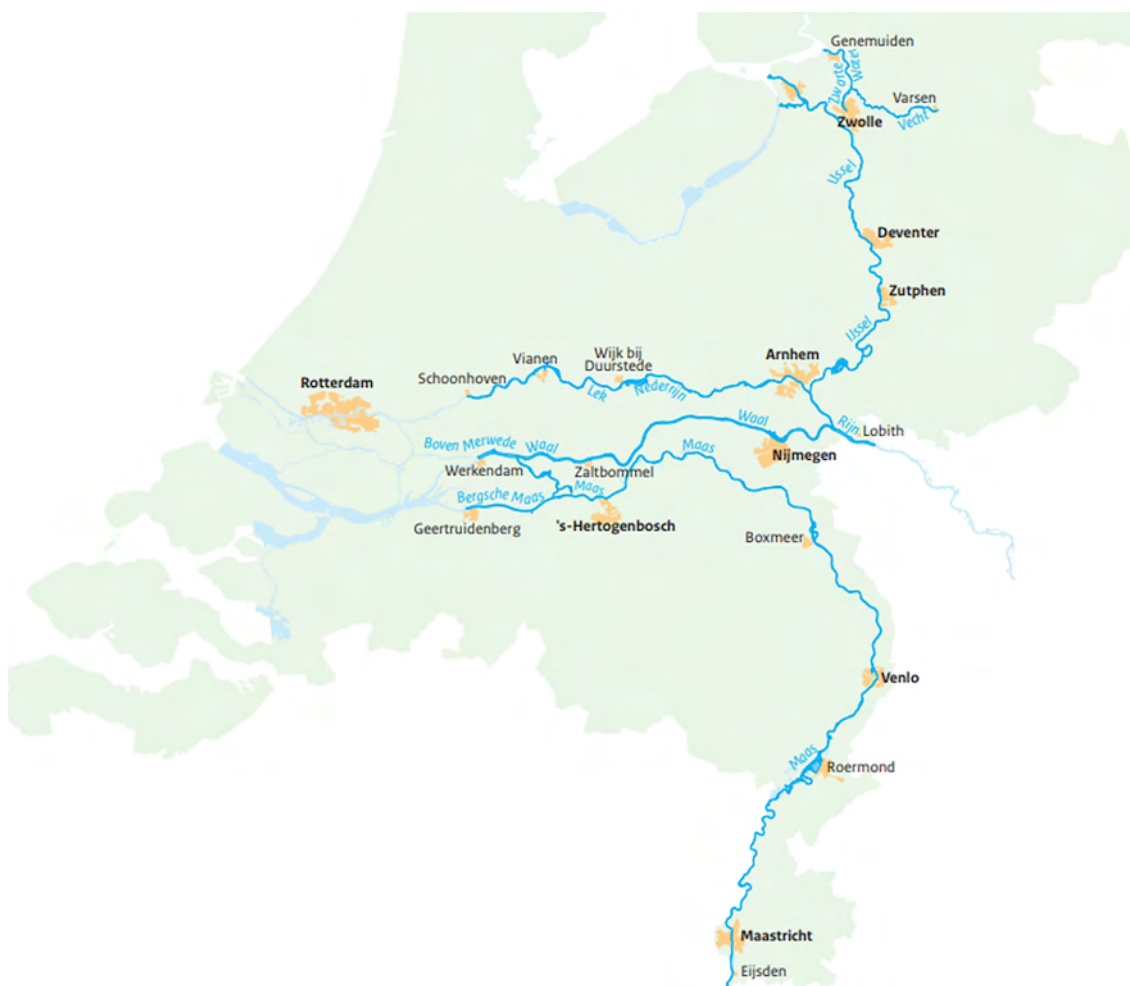 Genemuiden
Zwarte
Water
Varsen
Vecht
Zwolle
IJssel
Deventer
Zutphen
IJssel
Arnhem
Wijk bij
Duurstede
Vianen
Schoonhoven
Rotterdam
Lek
Nederrijn
Rijn
Lobith
Waal
Nijmegen
Maas
Boven Merwede
Waal
Werkendam
Zaltbommel
Maas
Bergsche Maas
Geertruidenberg
's-Hertogenbosch
Boxmeer
Venlo
Maas
Roermond
Maastricht
Eijsden